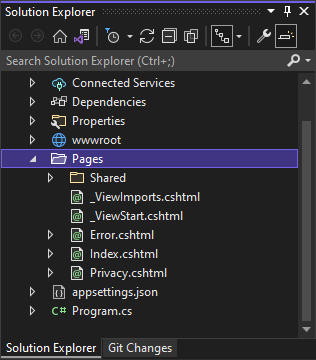 Solution Explorer
Search Solution Explorer (Ctrl+;)
Connected Services
Dependencies
Properties
wwwroot
Pages
Shared
_ViewImports.cshtml
_ViewStart.cshtml
Error.cshtml
Index.cshtml
Privacy.cshtml
appsettings.json
C# Program.cs
Solution Explorer Git Changes